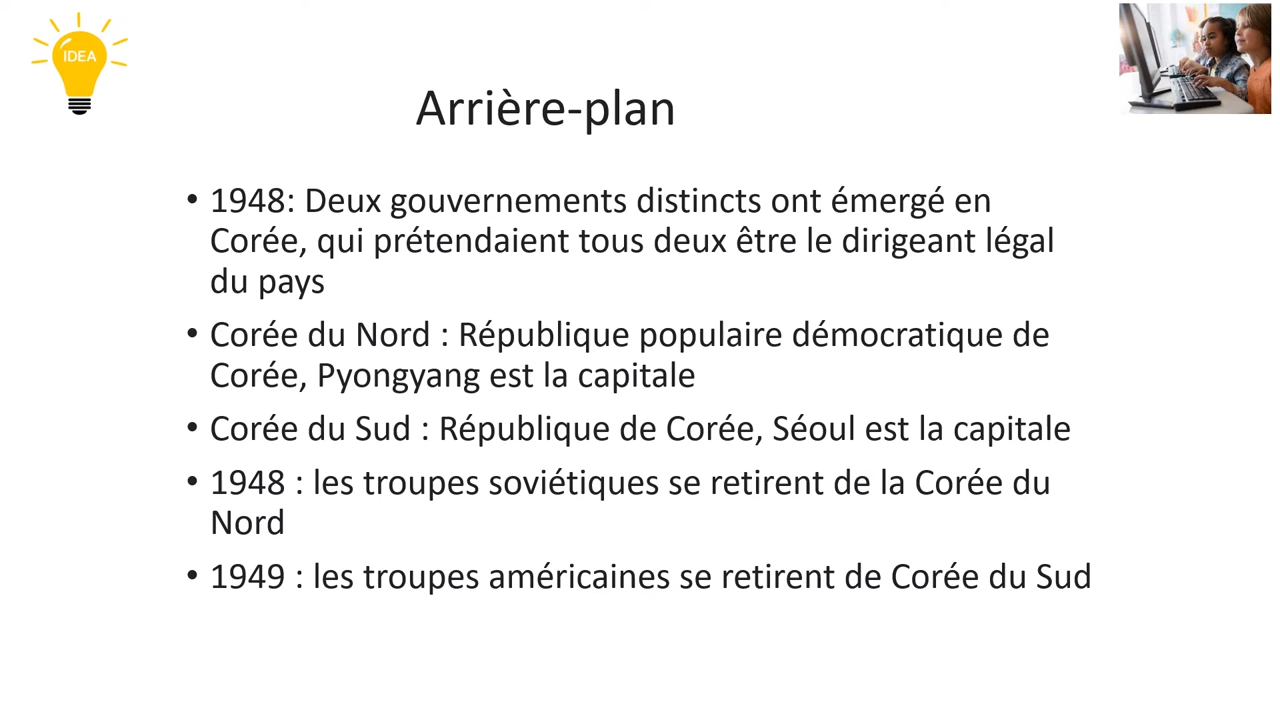 IDEA
Arrière-plan
• 1948: Deux gouvernements distincts ont émergé en
Corée, qui prétendaient tous deux être le dirigeant légal
du pays
• Corée du Nord : République populaire démocratique de
Corée, Pyongyang est la capitale
• Corée du Sud : République de Corée, Séoul est la capitale
• 1948 : les troupes soviétiques se retirent de la Corée du
Nord
• 1949 : les troupes américaines se retirent de Corée du Sud